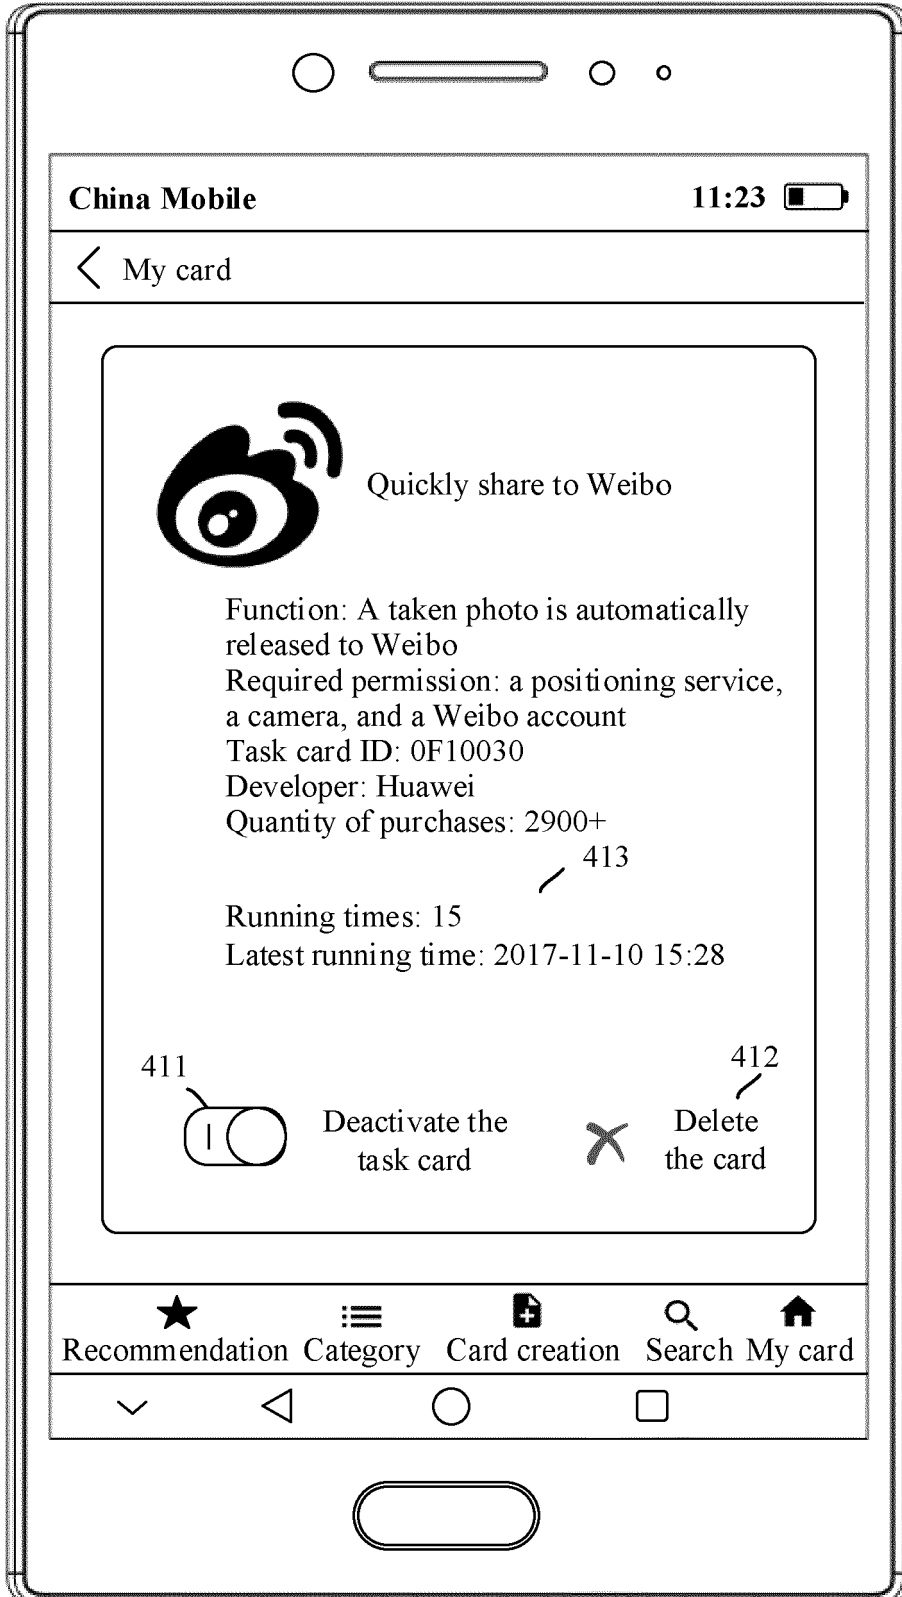 China Mobile 11:23
My card
Quickly share to Weibo
Function: A taken photo is automatically
released to Weibo
Required permission: a positioning service,
a camera, and a Weibo account
Task card ID: 0F10030
Developer: Huawei
Quantity of purchases: 2900+
413
Running times: 15
Latest running time: 2017-11-10 15:28
411
412
Deactivate the
task card
Delete
the card
Recommendation Category Card creation Search My card